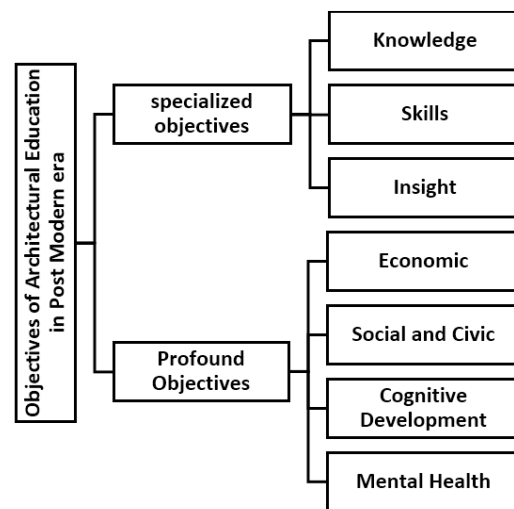 Objectives of Architectural Education
in Post Modern era
specialized
objectives
Knowledge
Skills
Insight
Profound
Objectives
Economic
Social and Civic
Cognitive
Development
Mental Health